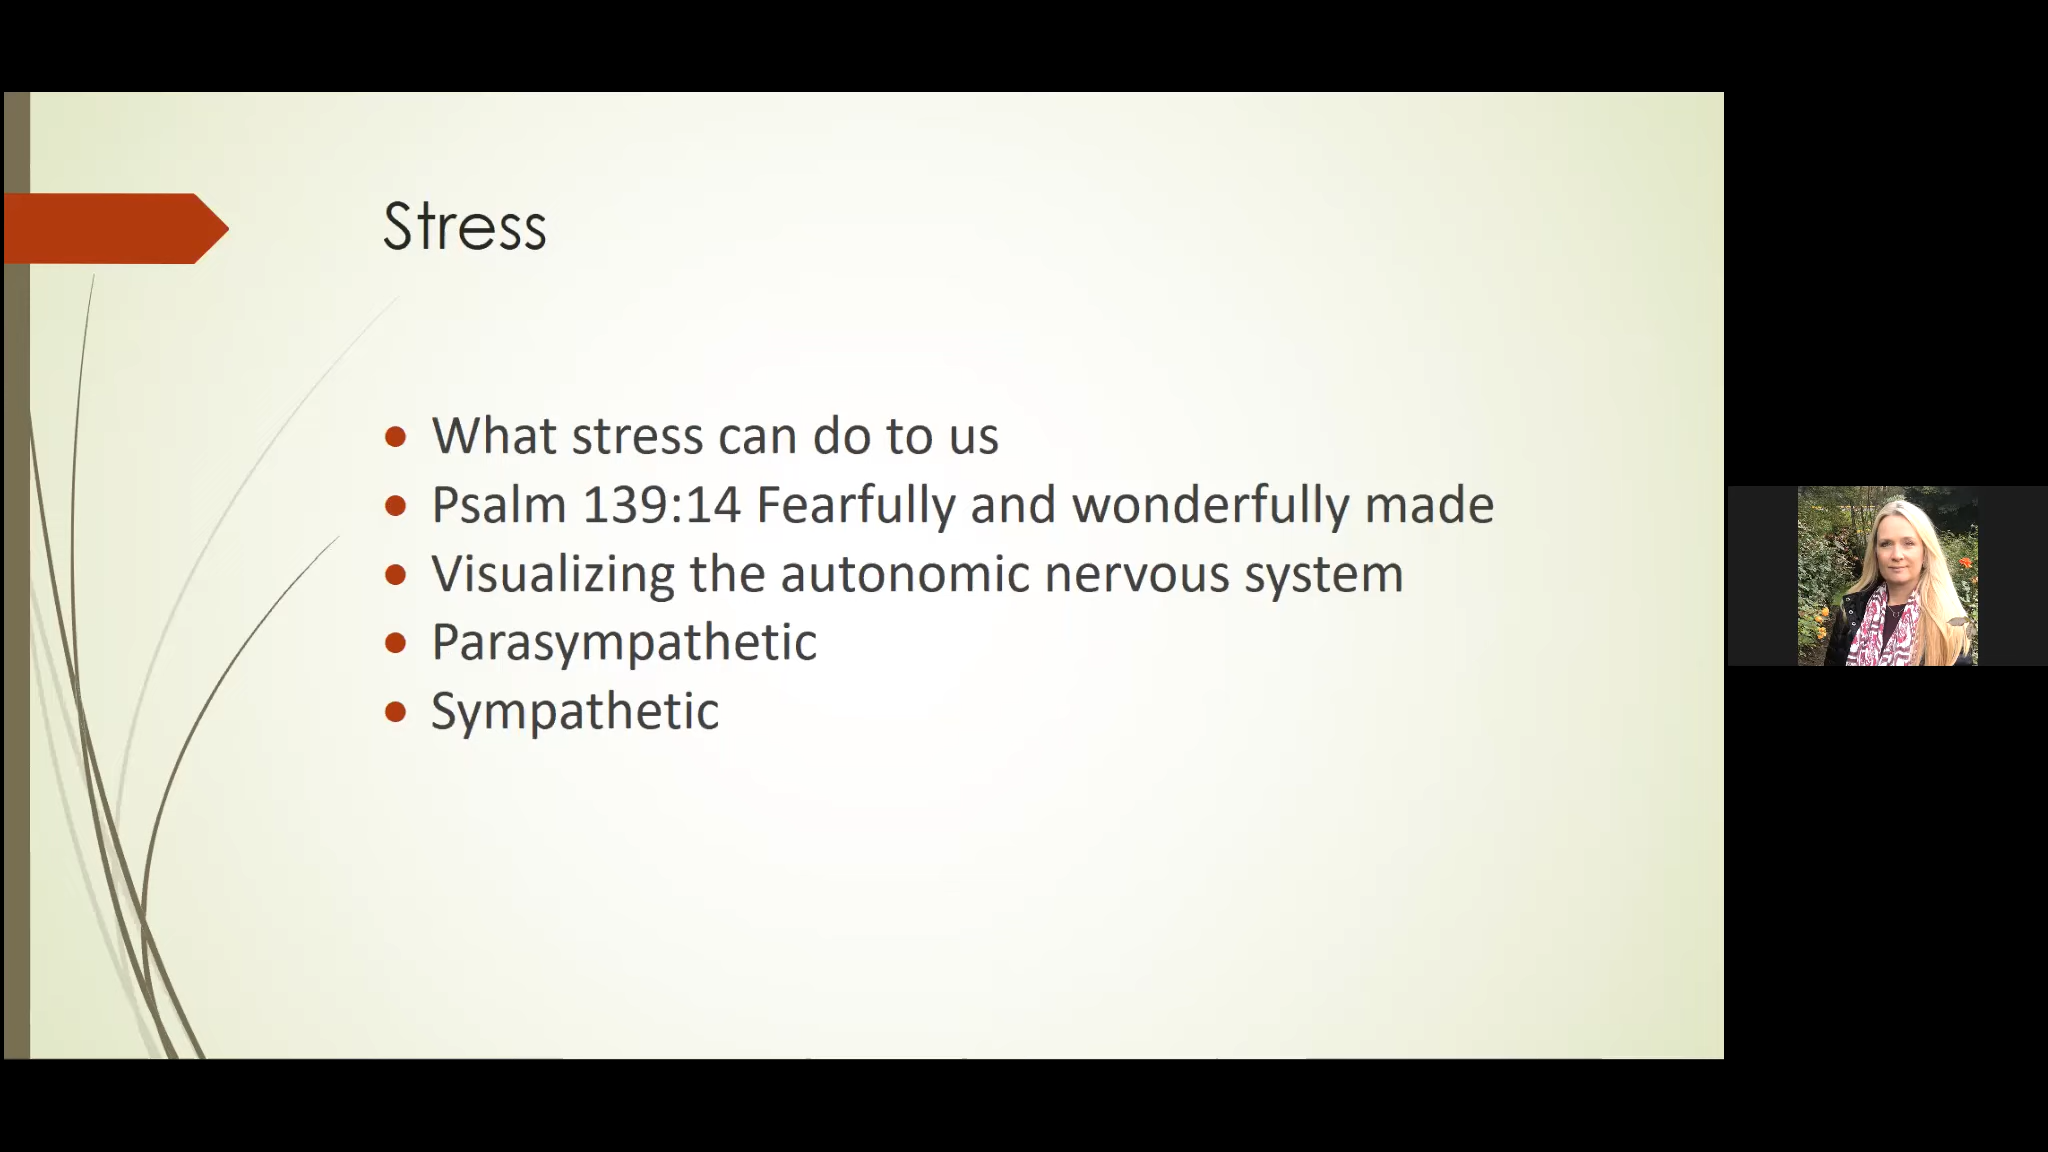 Stress
What stress can do to us
Psalm 139:14 Fearfully and wonderfully made
Visualizing the autonomic nervous system
Parasympathetic
Sympathetic